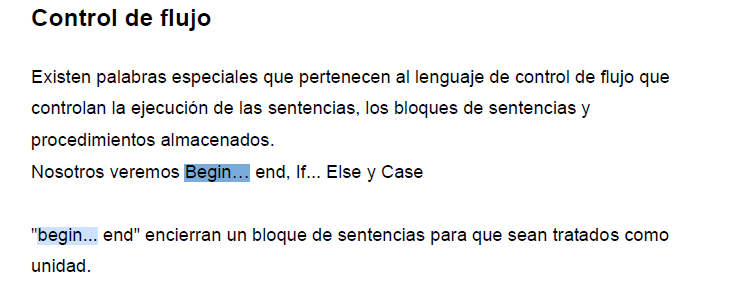 Control de flujo
Existen palabras especiales que pertenecen al lenguaje de control de flujo que
controlan la ejecución de las sentencias, los bloques de sentencias y
procedimientos almacenados.
Nosotros veremos Begin... end, If... Else y Case
"begin... end" encierran un bloque de sentencias para que sean tratados como
unidad.